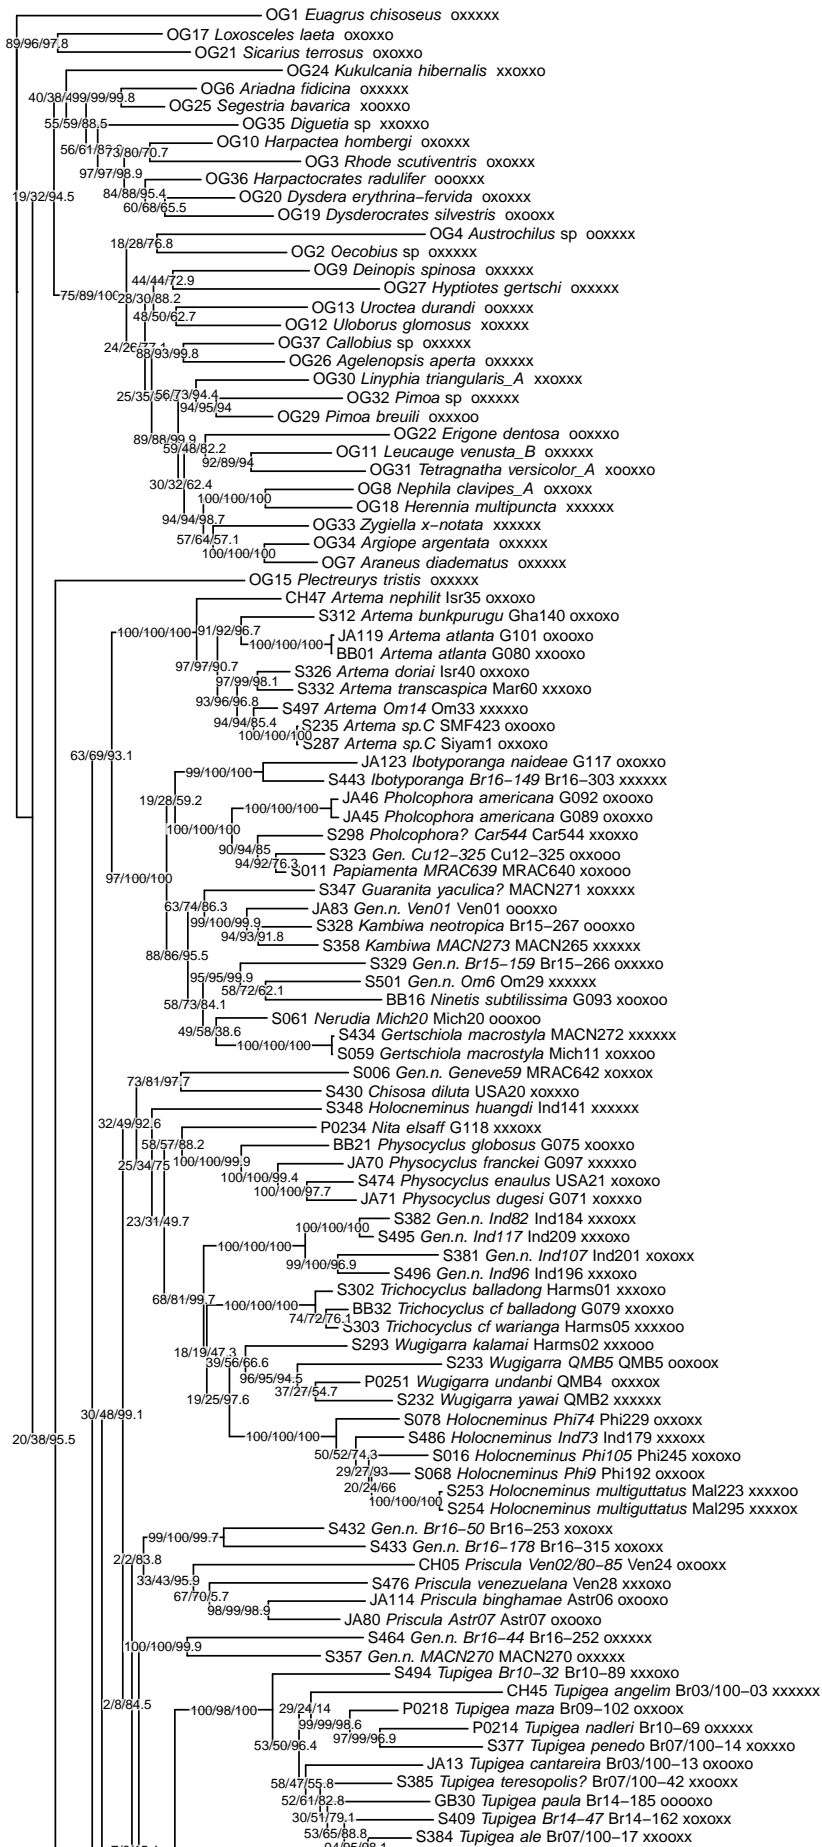 OG1 Euagrus chisoseus oxxxxx
OG17 Loxosceles laeta oxoxxo
89/96/97.8
OG21 Sicarius terrosus oxoxxo
OG24 Kukulcania hibernalis xxoxxo
OG6 Ariadna fidicina oxxxxx
99/99/99.8
OG25 Segestria bavarica xooxxo
55/59/88.5
OG35 Diguetia sp xxoxxo
OG10 Harpactea hombergi oxoxxx
73/80/70.7
OG3 Rhode scutiventris oxoxxx
97/97/98.9
OG36 Harpactocrates radulifer oooxxx
84/88/95.4
19/32/94.5
OG20 Dysdera erythrina−fervida oxoxxx
60/68/65.5
OG19 Dysderocrates silvestris oxooxx
OG4 Austrochilus sp ooxxxx
18/28/76.8
OG2 Oecobius sp oxxxxx
OG9 Deinopis spinosa oxxxxx
44/44/72.9
OG27 Hyptiotes gertschi oxxxxx
75/89/100
28/30/88.2
OG13 Uroctea durandi ooxxxx
48/50/62.7
OG12 Uloborus glomosus xoxxxx
OG37 Callobius sp oxxxxx
88/93/99.8
OG26 Agelenopsis aperta oxxxxx
OG30 Linyphia triangularis_A xxoxxx
56/73/94.4
OG32 Pimoa sp oxxxxx
94/95/94
OG29 Pimoa breuili oxxxoo
OG22 Erigone dentosa ooxxxo
89/88/99.9
59/48/82.2
OG11 Leucauge venusta_B oxxxxx
92/89/94
OG31 Tetragnatha versicolor_A xooxxo
30/32/62.4
OG8 Nephila clavipes_A oxxoxx
100/100/100
OG18 Herennia multipuncta xxxxxx
94/94/98.7
OG33 Zygiella x−notata xxxxxx
57/64/57.1
OG34 Argiope argentata oxxxxx
100/100/100
OG7 Araneus diadematus oxxxxx
OG15 Plectreurys tristis oxxxxx
CH47 Artema nephilit Isr35 oxxoxo
S312 Artema bunkpurugu Gha140 oxxoxo
100/100/100
91/92/96.7
JA119 Artema atlanta G101 oxooxo
100/100/100
BB01 Artema atlanta G080 xxooxo
97/97/90.7
S326 Artema doriai Isr40 oxxoxo
97/99/98.1
S332 Artema transcaspica Mar60 xxxoxo
93/96/96.8
S497 Artema Om14 Om33 xxxxxo
94/94/85.4
S235 Artema sp.C SMF423 oxooxo
100/100/100
S287 Artema sp.C Siyam1 oxxoxo
63/69/93.1
JA123 Ibotyporanga naideae G117 oxoxxo
99/100/100
S443 Ibotyporanga Br16−149 Br16−303 xxxxxx
19/28/59.2
JA46 Pholcophora americana G092 oxooxo
100/100/100
JA45 Pholcophora americana G089 oxoxxo
100/100/100
S298 Pholcophora? Car544 Car544 xxoxxo
90/94/85
S323 Gen. Cu12−325 Cu12−325 oxxooo
94/92/76.3
S011 Papiamenta MRAC639 MRAC640 xoxooo
97/100/100
S347 Guaranita yaculica? MACN271 xoxxxx
63/74/86.3
JA83 Gen.n. Ven01 Ven01 oooxxo
99/100/99.9
S328 Kambiwa neotropica Br15−267 oooxxo
94/93/91.8
S358 Kambiwa MACN273 MACN265 xxxxxx
88/86/95.5
S329 Gen.n. Br15−159 Br15−266 oxxxxo
95/95/99.9
S501 Gen.n. Om6 Om29 xxxxxx
58/72/62.1
BB16 Ninetis subtilissima G093 xooxoo
58/73/84.1
S061 Nerudia Mich20 Mich20 oooxoo
49/58/38.6
S434 Gertschiola macrostyla MACN272 xxxxxx
100/100/100
S059 Gertschiola macrostyla Mich11 xoxxoo
S006 Gen.n. Geneve59 MRAC642 xoxxox
73/81/97.7
S430 Chisosa diluta USA20 xoxxxo
S348 Holocneminus huangdi Ind141 xxxxxx
32/49/92.6
P0234 Nita elsaff G118 xxxoxx
58/57/88.2
BB21 Physocyclus globosus G075 xooxxo
25/34/75
100/100/99.9
JA70 Physocyclus franckei G097 xxxxxo
100/100/99.4
S474 Physocyclus enaulus USA21 xoxoxo
100/100/97.7
JA71 Physocyclus dugesi G071 xoxxxo
S382 Gen.n. Ind82 Ind184 xxxoxx
23/31/49.7
100/100/100
S495 Gen.n. Ind117 Ind209 xxxoxo
100/100/100
S381 Gen.n. Ind107 Ind201 xoxoxx
99/100/96.9
S496 Gen.n. Ind96 Ind196 xxxoxo
S302 Trichocyclus balladong Harms01 xxxoxo
68/81/99.7
100/100/100
BB32 Trichocyclus cf balladong G079 xxoxxo
74/72/76.1
S303 Trichocyclus cf warianga Harms05 xxxxoo
S293 Wugigarra kalamai Harms02 xxxooo
18/19/47.3
39/56/66.6
S233 Wugigarra QMB5 QMB5 ooxoox
96/95/94.5
P0251 Wugigarra undanbi QMB4 oxxxox
37/27/54.7
19/25/97.6
S232 Wugigarra yawai QMB2 xxxxxx
30/48/99.1
S078 Holocneminus Phi74 Phi229 oxxoxx
100/100/100
S486 Holocneminus Ind73 Ind179 xxxoxx
20/38/95.5
50/52/74.3
S016 Holocneminus Phi105 Phi245 xoxoxo
29/27/93
S068 Holocneminus Phi9 Phi192 oxxoox
20/24/66
S253 Holocneminus multiguttatus Mal223 xxxxoo
100/100/100
S254 Holocneminus multiguttatus Mal295 xxxxox
S432 Gen.n. Br16−50 Br16−253 xoxoxx
99/100/99.7
S433 Gen.n. Br16−178 Br16−315 xoxoxx
2/2/83.8
CH05 Priscula Ven02/80−85 Ven24 oxooxx
33/43/95.9
S476 Priscula venezuelana Ven28 xxxoxo
67/70/5.7
JA114 Priscula binghamae Astr06 oxooxo
98/99/98.9
JA80 Priscula Astr07 Astr07 oxooxo
S464 Gen.n. Br16−44 Br16−252 oxxxxx
100/100/99.9
S357 Gen.n. MACN270 MACN270 oxxxxx
S494 Tupigea Br10−32 Br10−89 xxxoxo
2/8/84.5
CH45 Tupigea angelim Br03/100−03 xxxxxx
100/98/100
29/24/14
P0218 Tupigea maza Br09−102 oxxoox
99/99/98.6
P0214 Tupigea nadleri Br10−69 oxxxxx
97/99/96.9
53/50/96.4
S377 Tupigea penedo Br07/100−14 xoxxxo
JA13 Tupigea cantareira Br03/100−13 oxooxo
58/47/55.8
S385 Tupigea teresopolis? Br07/100−42 xxooxx
52/61/82.8
GB30 Tupigea paula Br14−185 ooooxo
30/51/79.1
S409 Tupigea Br14−47 Br14−162 xoxoxx
53/65/88.8
S384 Tupigea ale Br07/100−17 xxooxx